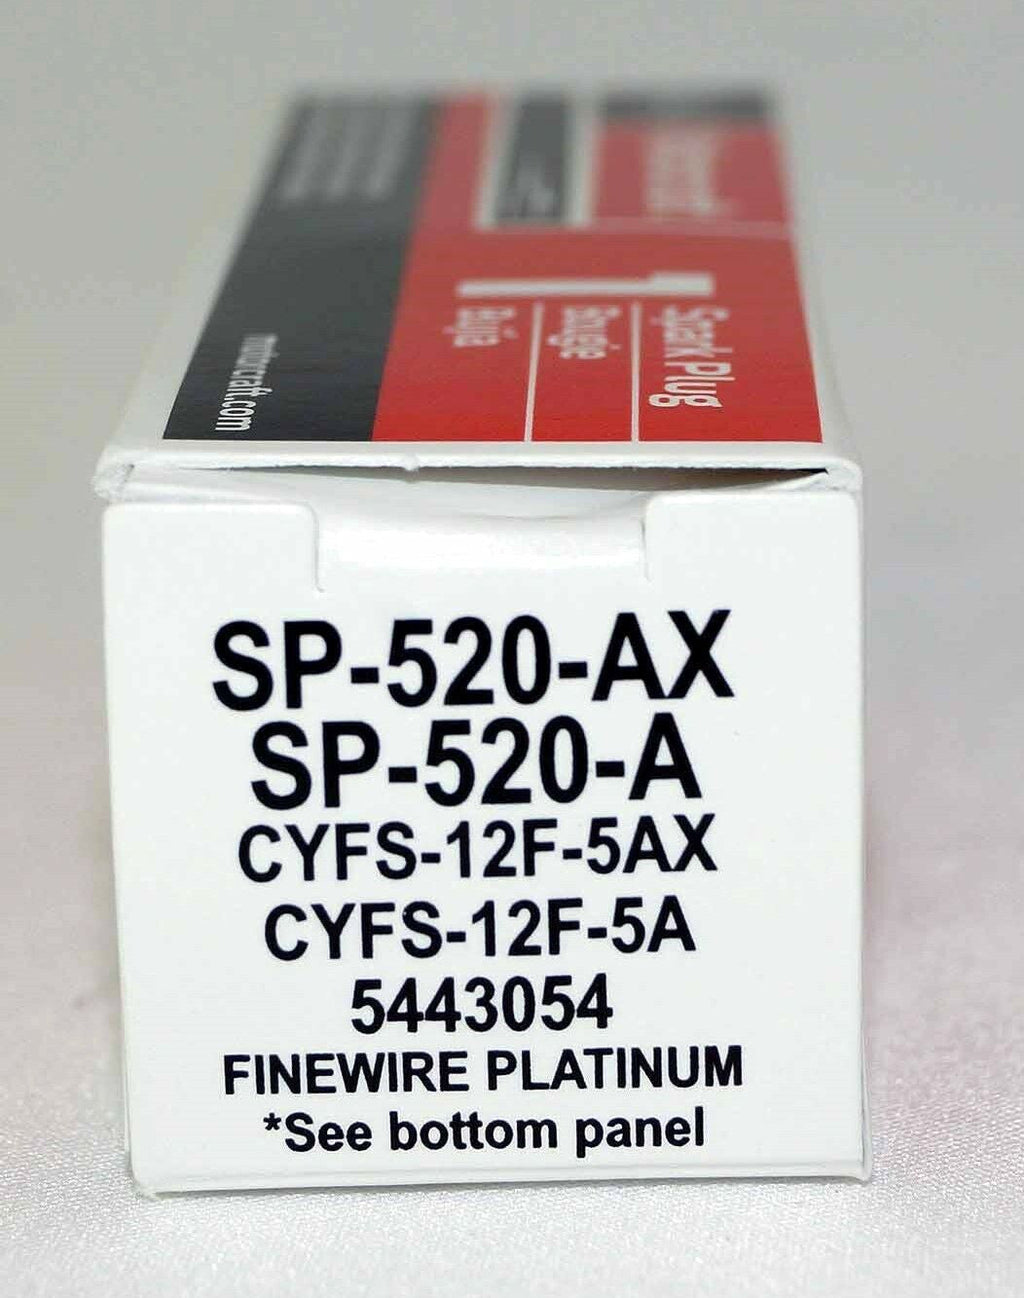 1
Spark Plug
Bougie
Bujía
motorcraft.com
SP-520-AX
SP-520-A
CYFS-12F-5AX
CYFS-12F-5A
5443054
FINEWIRE PLATINUM
*See bottom panel